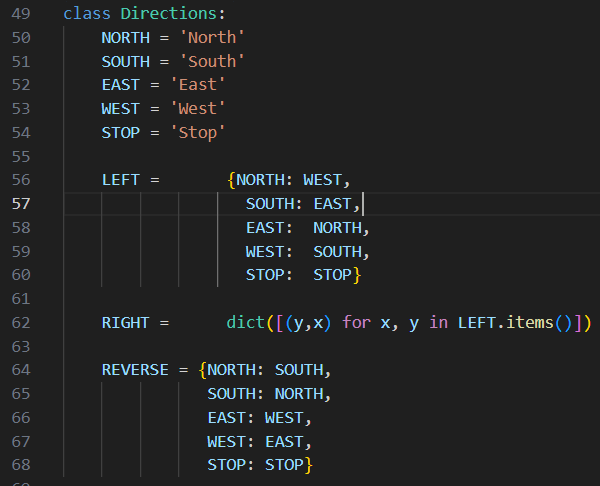 49 class Directions:
50     NORTH = 'North'
51     SOUTH = 'South'
52     EAST = 'East'
53     WEST = 'West'
54     STOP = 'Stop'
55
56     LEFT =       {NORTH: WEST,
57                    SOUTH: EAST,
58                    EAST:  NORTH,
59                    WEST:  SOUTH,
60                    STOP:  STOP}
61
62     RIGHT =      dict([(y,x) for x, y in LEFT.items()])
63
64     REVERSE = {NORTH: SOUTH,
65                SOUTH: NORTH,
66                EAST: WEST,
67                WEST: EAST,
68                STOP: STOP}